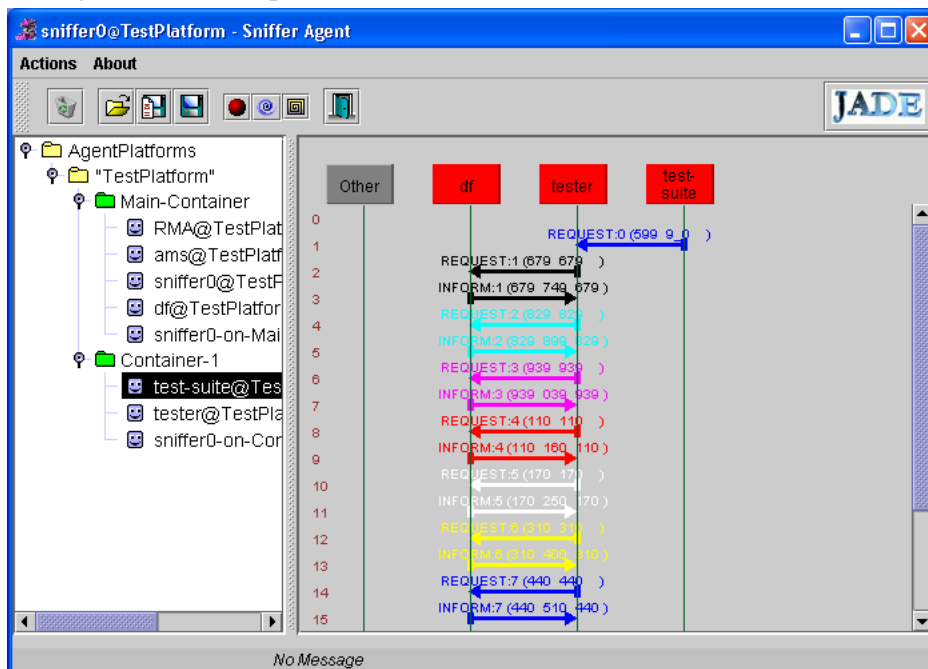 sniffer0@TestPlatform - Sniffer Agent
Actions About
JADE
AgentPlatforms
"TestPlatform"
Main-Container
RMA@TestPlat
ams@TestPlatf
sniffer0@TestF
df@TestPlatfor
sniffer0-on-Mai
Container-1
test-suite@Tes
tester@TestPla
sniffer0-on-Cor
Other
df
tester
test-
suite
0
REQUEST:0 (599 9_0 )
1
REQUEST:1 (679 679 )
2
INFORM:1 (679 749 679 )
3
REQUEST:2 (829 829 )
4
INFORM:2 (829 899 829 )
5
REQUEST:3 (939 939 )
6
INFORM:3 (939 039 939 )
7
REQUEST:4 (110 110 )
8
INFORM:4 (110 160 110 )
9
REQUEST:5 (170 170 )
10
INFORM:5 (170 250 170 )
11
REQUEST:6 (310 310 )
12
INFORM:6 (310 400 310 )
13
REQUEST:7 (440 440 )
14
INFORM:7 (440 510 440 )
15
No Message